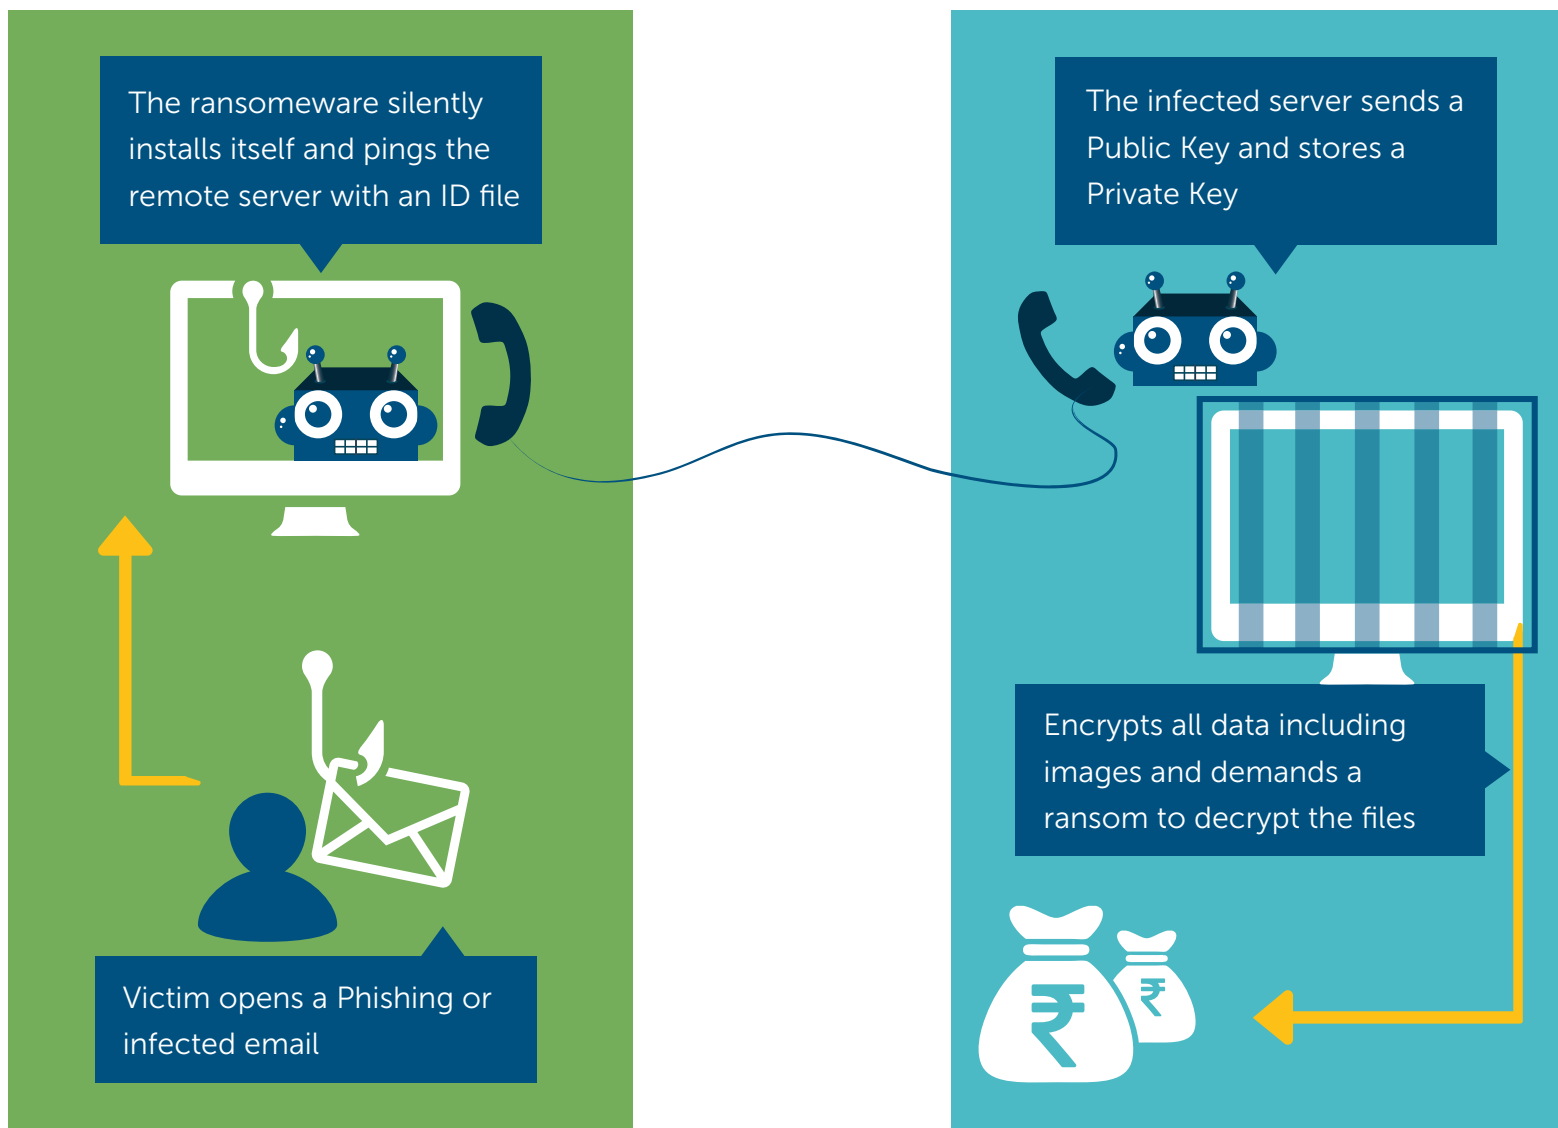 The ransomeware silently
installs itself and pings the
remote server with an ID file
Victim opens a Phishing or
infected email
The infected server sends a
Public Key and stores a
Private Key
Encrypts all data including
images and demands a
ransom to decrypt the files
₹
₹